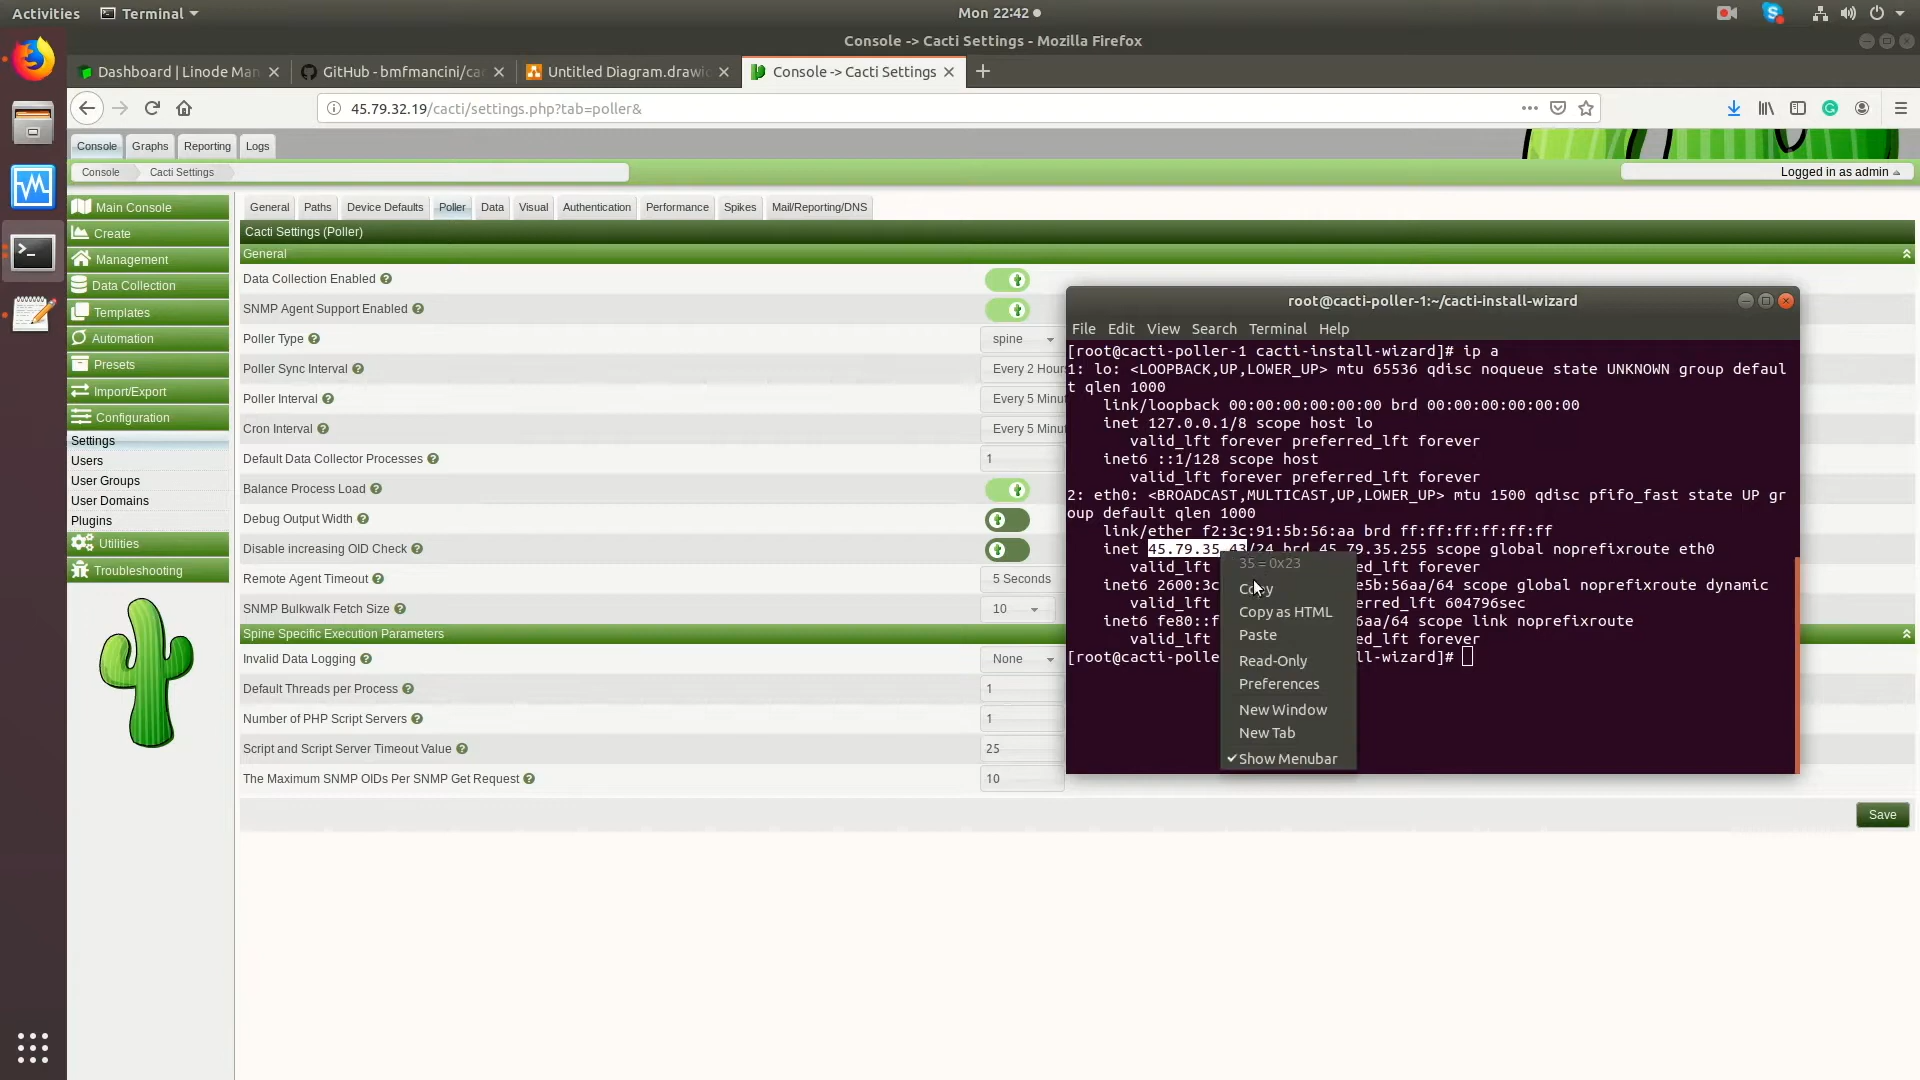 Activities
Terminal
Mon 22:42
Console -> Cacti Settings - Mozilla Firefox
Dashboard | Linode Man
GitHub - bmfmancini/cac
Untitled Diagram.drawio
Console -> Cacti Settings
45.79.32.19/cacti/settings.php?tab=poller&
Console
Graphs
Reporting
Logs
Console
Cacti Settings
Logged in as admin
Main Console
Create
Management
Data Collection
Templates
Automation
Presets
Import/Export
Configuration
Settings
Users
User Groups
User Domains
Plugins
Utilities
Troubleshooting
General
Paths
Device Defaults
Poller
Data
Visual
Authentication
Performance
Spikes
Mail/Reporting/DNS
Cacti Settings (Poller)
General
Data Collection Enabled
SNMP Agent Support Enabled
Poller Type
spine
Poller Sync Interval
Every 2 Hour
Poller Interval
Every 5 Minu
Cron Interval
Every 5 Minu
Default Data Collector Processes
1
Balance Process Load
Debug Output Width
Disable increasing OID Check
Remote Agent Timeout
5 Seconds
SNMP Bulkwalk Fetch Size
10
Spine Specific Execution Parameters
Invalid Data Logging
None
Default Threads per Process
1
Number of PHP Script Servers
1
Script and Script Server Timeout Value
25
The Maximum SNMP OIDs Per SNMP Get Request
10
Save
root@cacti-poller-1:~/cacti-install-wizard
File Edit View Search Terminal Help
[root@cacti-poller-1 cacti-install-wizard]# ip a
1: lo: <LOOPBACK,UP,LOWER_UP> mtu 65536 qdisc noqueue state UNKNOWN group defaul
t qlen 1000
link/loopback 00:00:00:00:00:00 brd 00:00:00:00:00:00
inet 127.0.0.1/8 scope host lo
valid_lft forever preferred_lft forever
inet6 ::1/128 scope host
valid_lft forever preferred_lft forever
2: eth0: <BROADCAST,MULTICAST,UP,LOWER_UP> mtu 1500 qdisc pfifo_fast state UP gr
oup default qlen 1000
link/ether f2:3c:91:5b:56:aa brd ff:ff:ff:ff:ff:ff
inet 45.79.35.43/24 brd 45.79.35.255 scope global noprefixroute eth0
valid_lft forever
inet6 2600:3c e5b:56aa/64 scope global noprefixroute dynamic
valid_lft erred_lft 604796sec
inet6 fe80::f 6aa/64 scope link noprefixroute
valid_lft erred_lft forever
[root@cacti-polle ll-wizard]#
35 = 0x23
Copy
Copy as HTML
Paste
Read-Only
Preferences
New Window
New Tab
Show Menubar